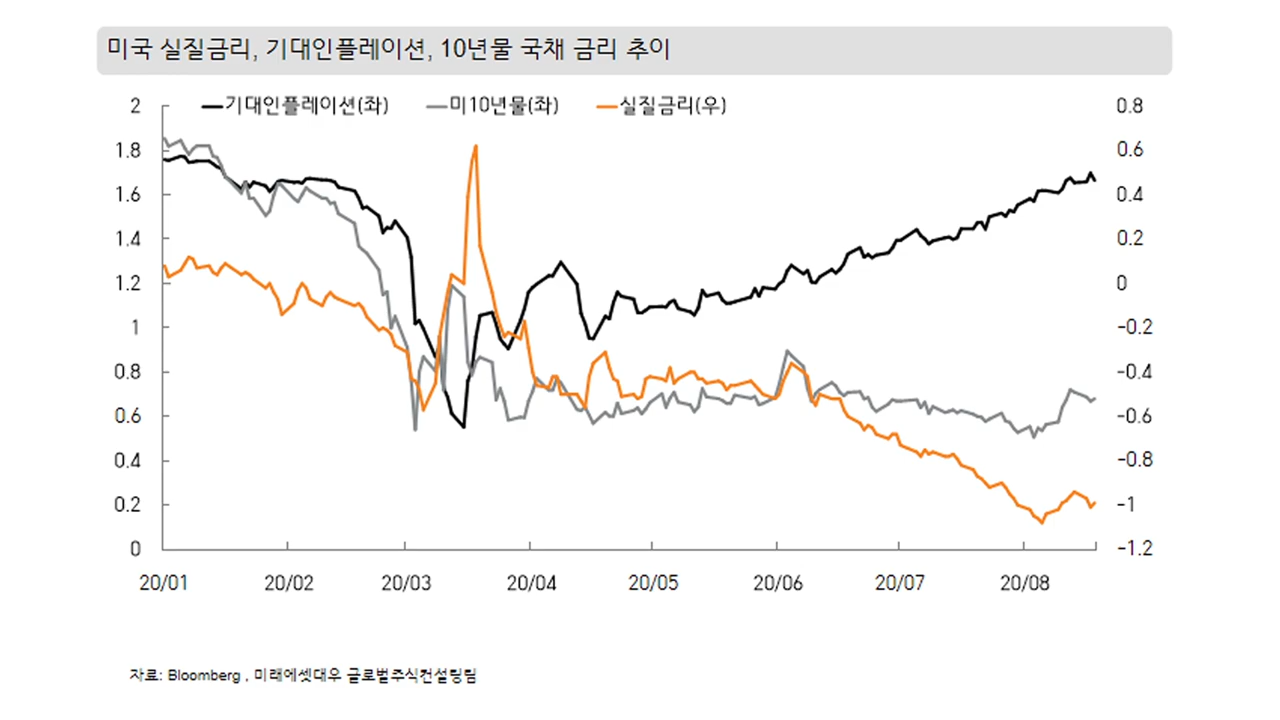 미국 실질금리, 기대인플레이션, 10년물 국채 금리 추이
기대인플레이션(좌) 미10년물(좌) 실질금리(우)
2 0.8
1.8 0.6
1.6 0.4
1.4 0.2
1.2 0
1 -0.2
0.8 -0.4
0.6 -0.6
0.4 -0.8
0.2 -1
0 -1.2
20/01 20/02 20/03 20/04 20/05 20/06 20/07 20/08
자료: Bloomberg , 미래에셋대우 글로벌주식컨설팅팀